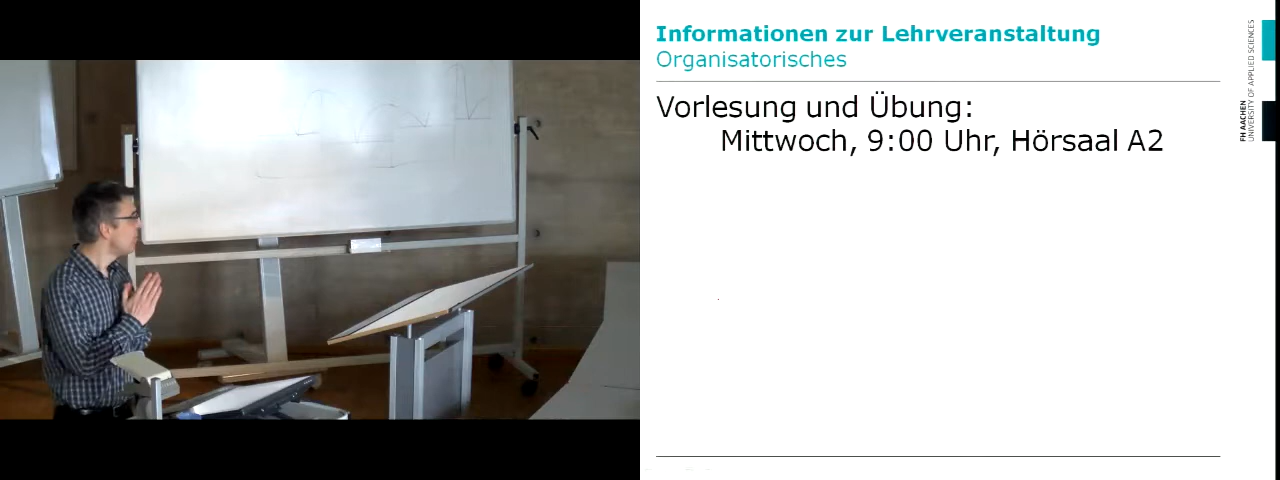 Informationen zur Lehrveranstaltung
Organisatorisches
Vorlesung und Übung:
Mittwoch, 9:00 Uhr, Hörsaal A2
FH AACHEN
UNIVERSITY OF APPLIED SCIENCES